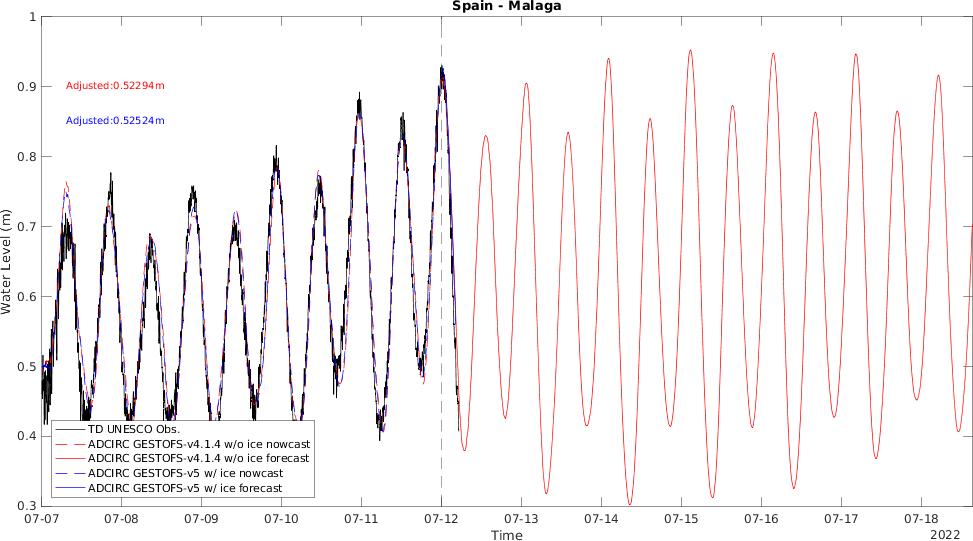 Spain - Malaga
1
0.9
0.8
0.7
0.6
0.5
0.4
0.3
Water Level (m)
Adjusted:0.52294m
Adjusted:0.52524m
TD UNESCO Obs.
ADCIRC GESTOFS-v4.1.4 w/o ice nowcast
ADCIRC GESTOFS-v4.1.4 w/o ice forecast
ADCIRC GESTOFS-v5 w/ ice nowcast
ADCIRC GESTOFS-v5 w/ ice forecast
07-07 07-08 07-09 07-10 07-11 07-12 07-13 07-14 07-15 07-16 07-17 07-18
Time
2022